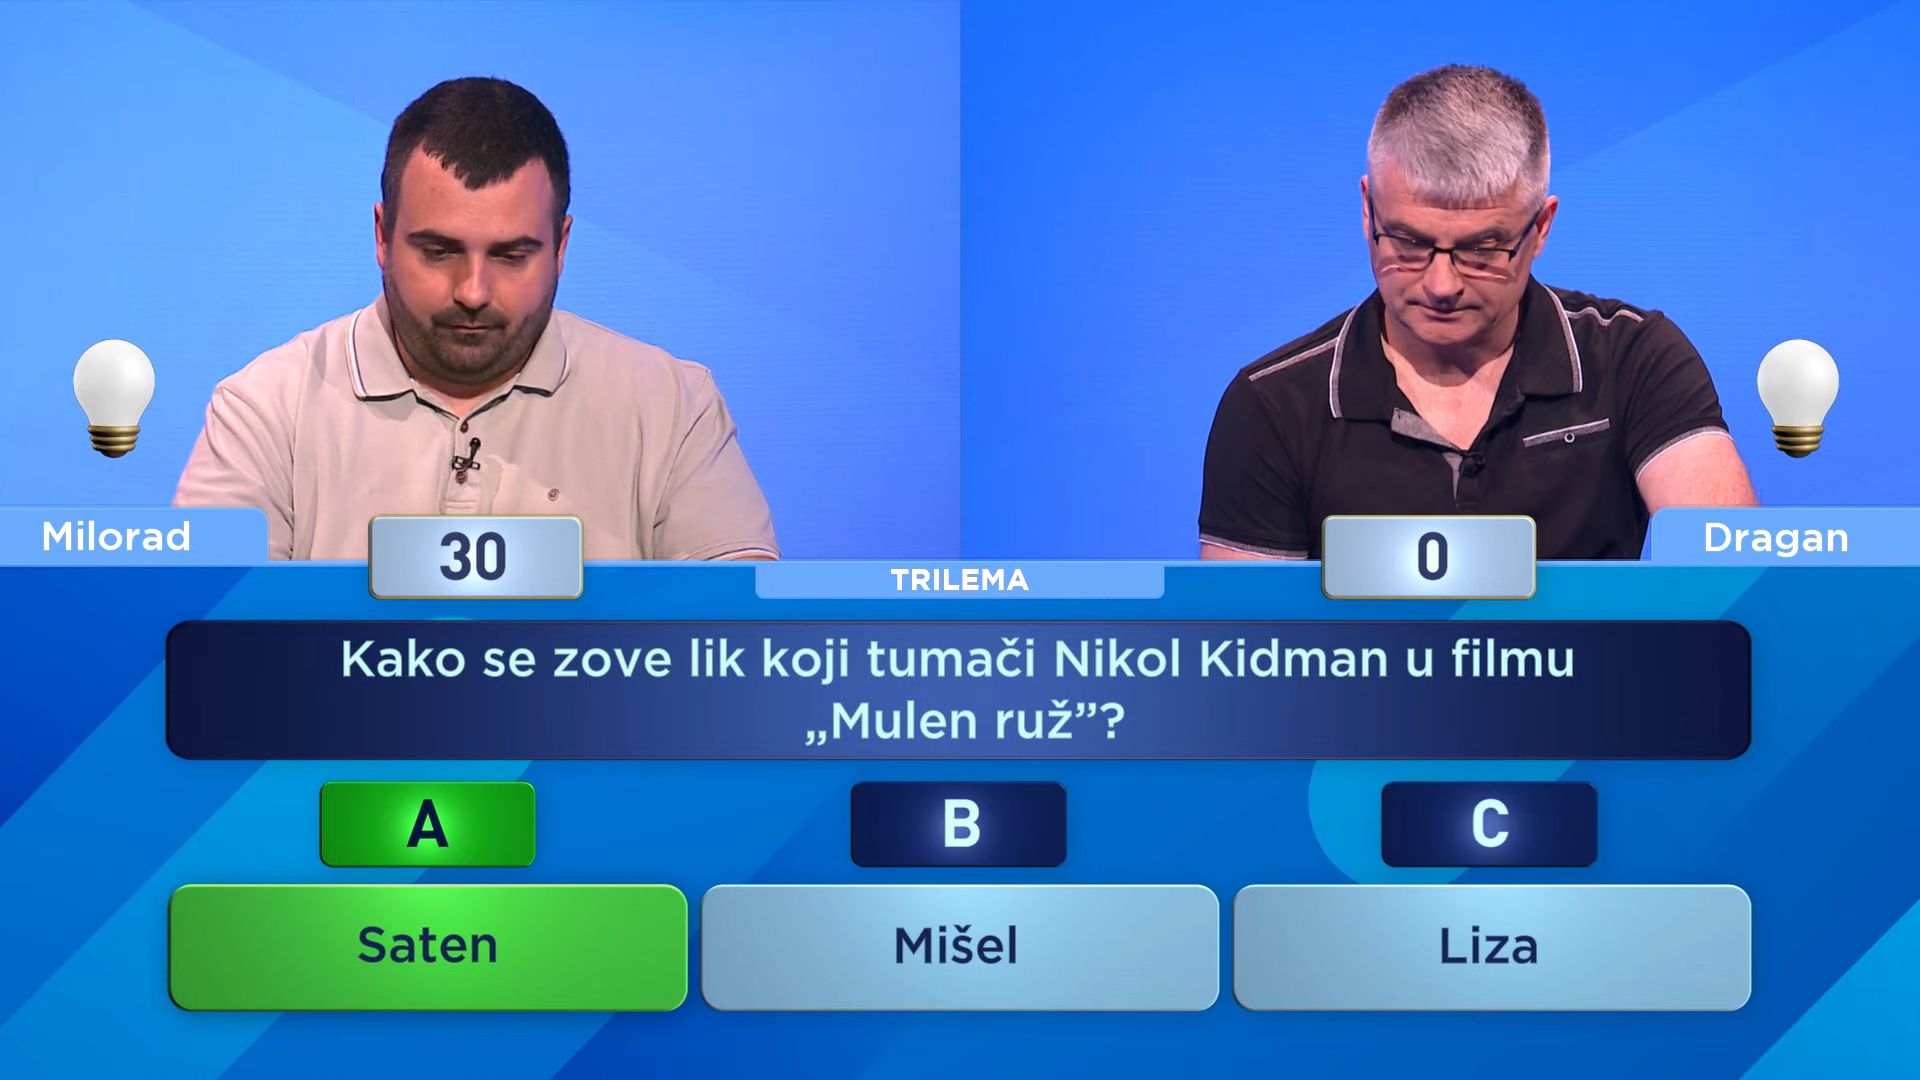 Milorad
30
TRILEMA
0
Dragan
Kako se zove lik koji tumači Nikol Kidman u filmu
„Mulen ruž”?
A
B
C
Saten
Mišel
Liza